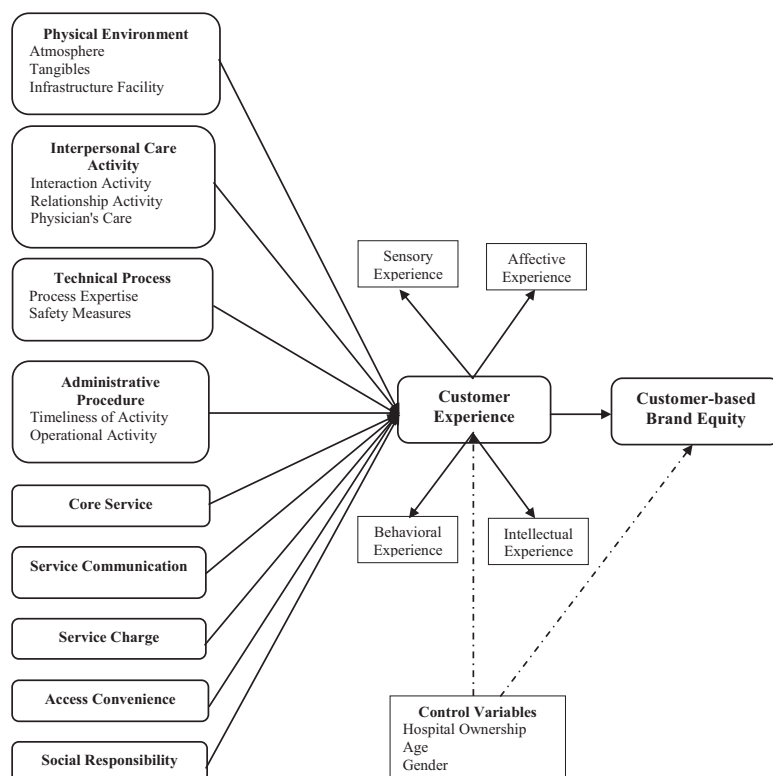 Physical Environment
Atmosphere
Tangibles
Infrastructure Facility
Interpersonal Care
Activity
Interaction Activity
Relationship Activity
Physician's Care
Technical Process
Process Expertise
Safety Measures
Administrative
Procedure
Timeliness of Activity
Operational Activity
Core Service
Service Communication
Service Charge
Access Convenience
Social Responsibility
Sensory
Experience
Affective
Experience
Customer
Experience
Customer-based
Brand Equity
Behavioral
Experience
Intellectual
Experience
Control Variables
Hospital Ownership
Age
Gender